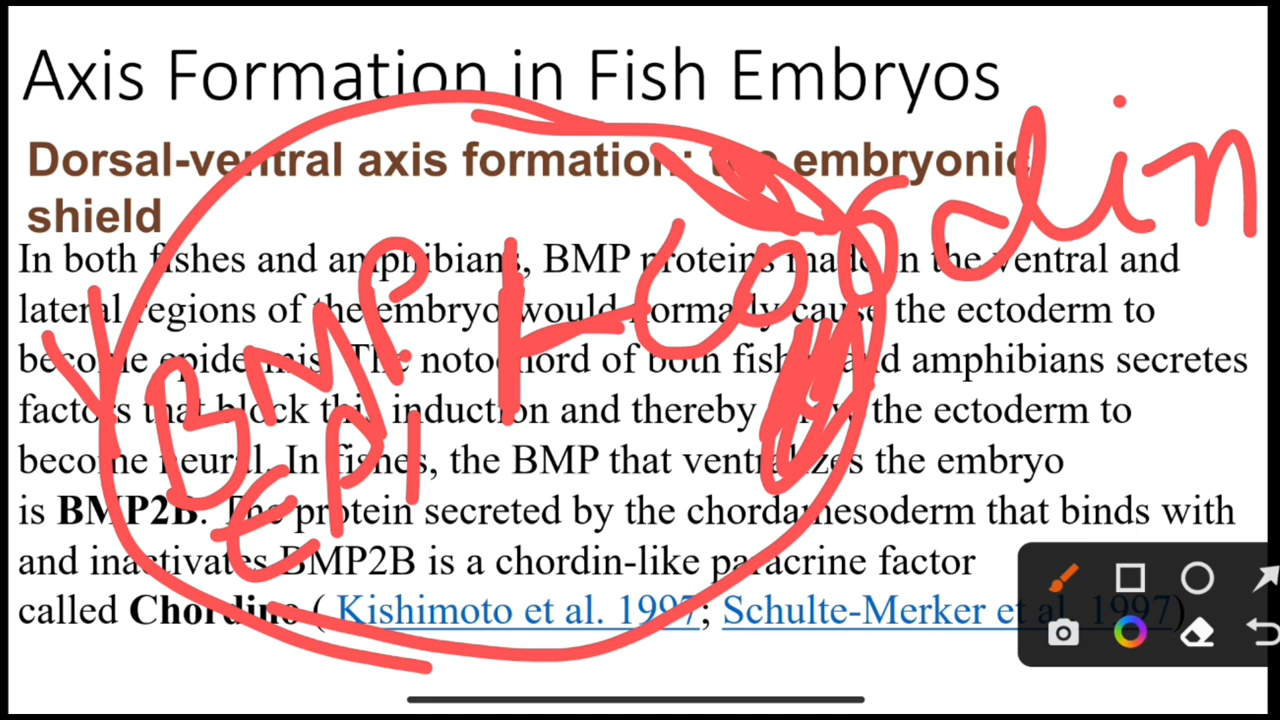 Axis Formation in Fish Embryos
Dorsal-ventral axis formation: the embryonic
shield
In both fishes and amphibians, BMP proteins made in the ventral and
lateral regions of the embryo would normally cause the ectoderm to
become epidermis. The notochord of both fishes and amphibians secretes
factors that block this induction and thereby allow the ectoderm to
become neural. In fishes, the BMP that ventralizes the embryo
is BMP2B. The protein secreted by the chordamesoderm that binds with
and inactivates BMP2B is a chordin-like paracrine factor
called Chordino ( Kishimoto et al. 1997; Schulte-Merker et al. 1997)
BMP
Cordin
EPI